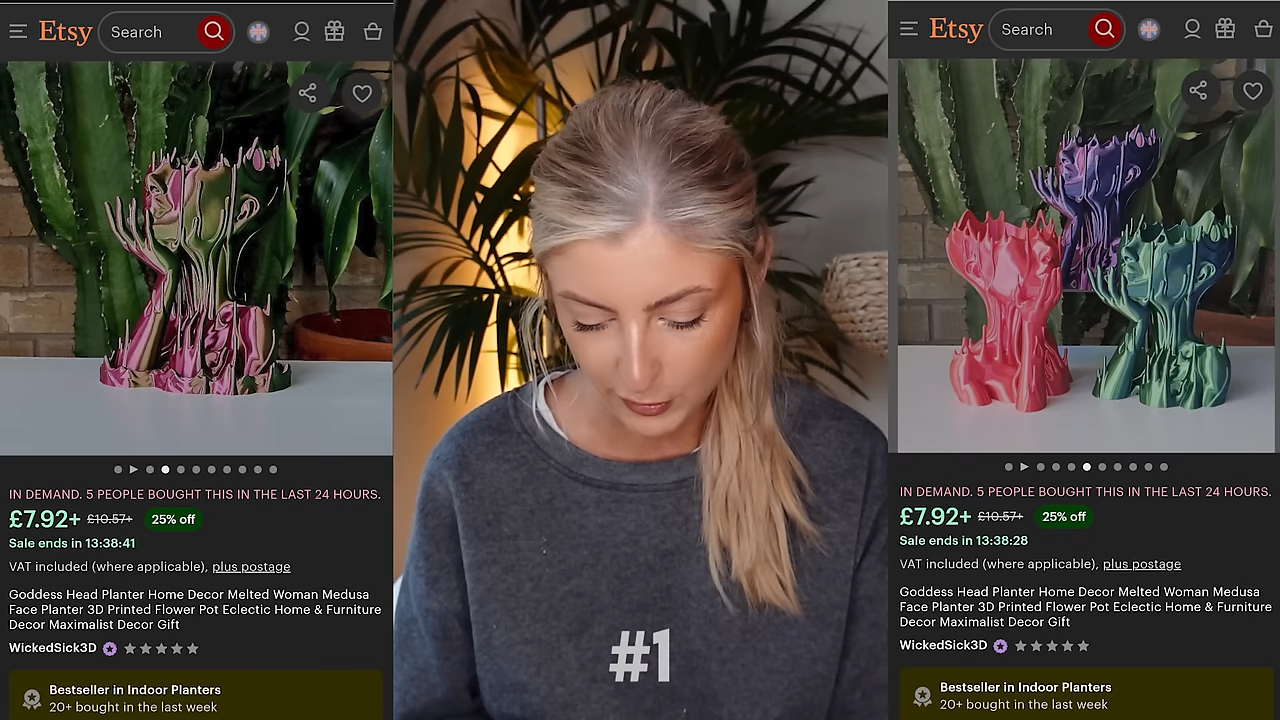 Etsy
Search
IN DEMAND. 5 PEOPLE BOUGHT THIS IN THE LAST 24 HOURS.
£7.92+ £10.57+ 25% off
Sale ends in 13:38:41
VAT included (where applicable), plus postage
Goddess Head Planter Home Decor Melted Woman Medusa
Face Planter 3D Printed Flower Pot Eclectic Home & Furniture
Decor Maximalist Decor Gift
WickedSick3D
Bestseller in Indoor Planters
20+ bought in the last week
#1
Etsy
Search
IN DEMAND. 5 PEOPLE BOUGHT THIS IN THE LAST 24 HOURS.
£7.92+ £10.57+ 25% off
Sale ends in 13:38:28
VAT included (where applicable), plus postage
Goddess Head Planter Home Decor Melted Woman Medusa
Face Planter 3D Printed Flower Pot Eclectic Home & Furniture
Decor Maximalist Decor Gift
WickedSick3D
Bestseller in Indoor Planters
20+ bought in the last week